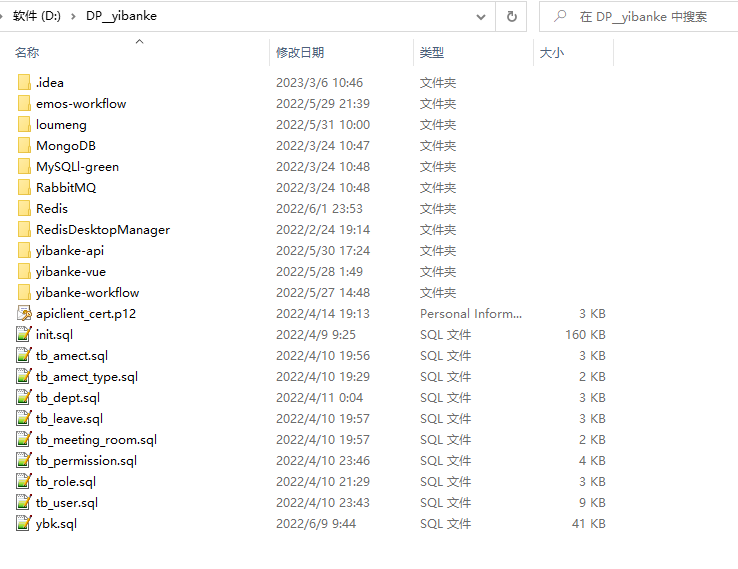 软件 (D:) DP__yibanke 在 DP__yibanke 中搜索
名称 修改日期 类型 大小
.idea 2023/3/6 10:46 文件夹
emos-workflow 2022/5/29 21:39 文件夹
loumeng 2022/5/31 10:00 文件夹
MongoDB 2022/3/24 10:47 文件夹
MySQLl-green 2022/3/24 10:48 文件夹
RabbitMQ 2022/3/24 10:48 文件夹
Redis 2022/6/1 23:53 文件夹
RedisDesktopManager 2022/2/24 19:14 文件夹
yibanke-api 2022/5/30 17:24 文件夹
yibanke-vue 2022/5/28 1:49 文件夹
yibanke-workflow 2022/5/27 14:48 文件夹
apiclient_cert.p12 2022/4/14 19:13 Personal Inform... 3 KB
init.sql 2022/4/9 9:25 SQL 文件 160 KB
tb_amect.sql 2022/4/10 19:56 SQL 文件 3 KB
tb_amect_type.sql 2022/4/10 19:29 SQL 文件 2 KB
tb_dept.sql 2022/4/11 0:04 SQL 文件 3 KB
tb_leave.sql 2022/4/10 19:57 SQL 文件 3 KB
tb_meeting_room.sql 2022/4/10 19:57 SQL 文件 2 KB
tb_permission.sql 2022/4/10 23:46 SQL 文件 4 KB
tb_role.sql 2022/4/10 21:29 SQL 文件 3 KB
tb_user.sql 2022/4/10 23:43 SQL 文件 9 KB
ybk.sql 2022/6/9 9:44 SQL 文件 41 KB